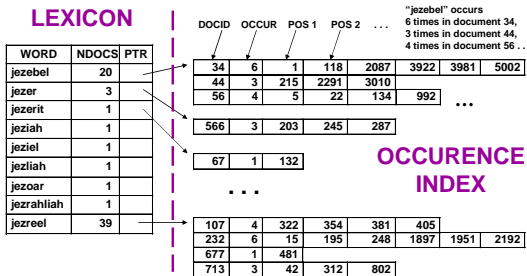 LEXICON
WORD NDOCS PTR
jezebel 20
jezer 3
jezerit 1
jeziah 1
jeziel 1
jezliah 1
jezoar 1
jezrahliah 1
jezreel 39
DOCID OCCUR POS 1 POS 2 . . .
"jezebel" occurs
6 times in document 34,
3 times in document 44,
4 times in document 56 . .
34 6 1 118 2087 3922 3981 5002
44 3 215 2291 3010
56 4 5 22 134 992
...
566 3 203 245 287
67 1 132
OCCURENCE
INDEX
. . .
107 4 322 354 381 405
232 6 15 195 248 1897 1951 2192
677 1 481
713 3 42 312 802